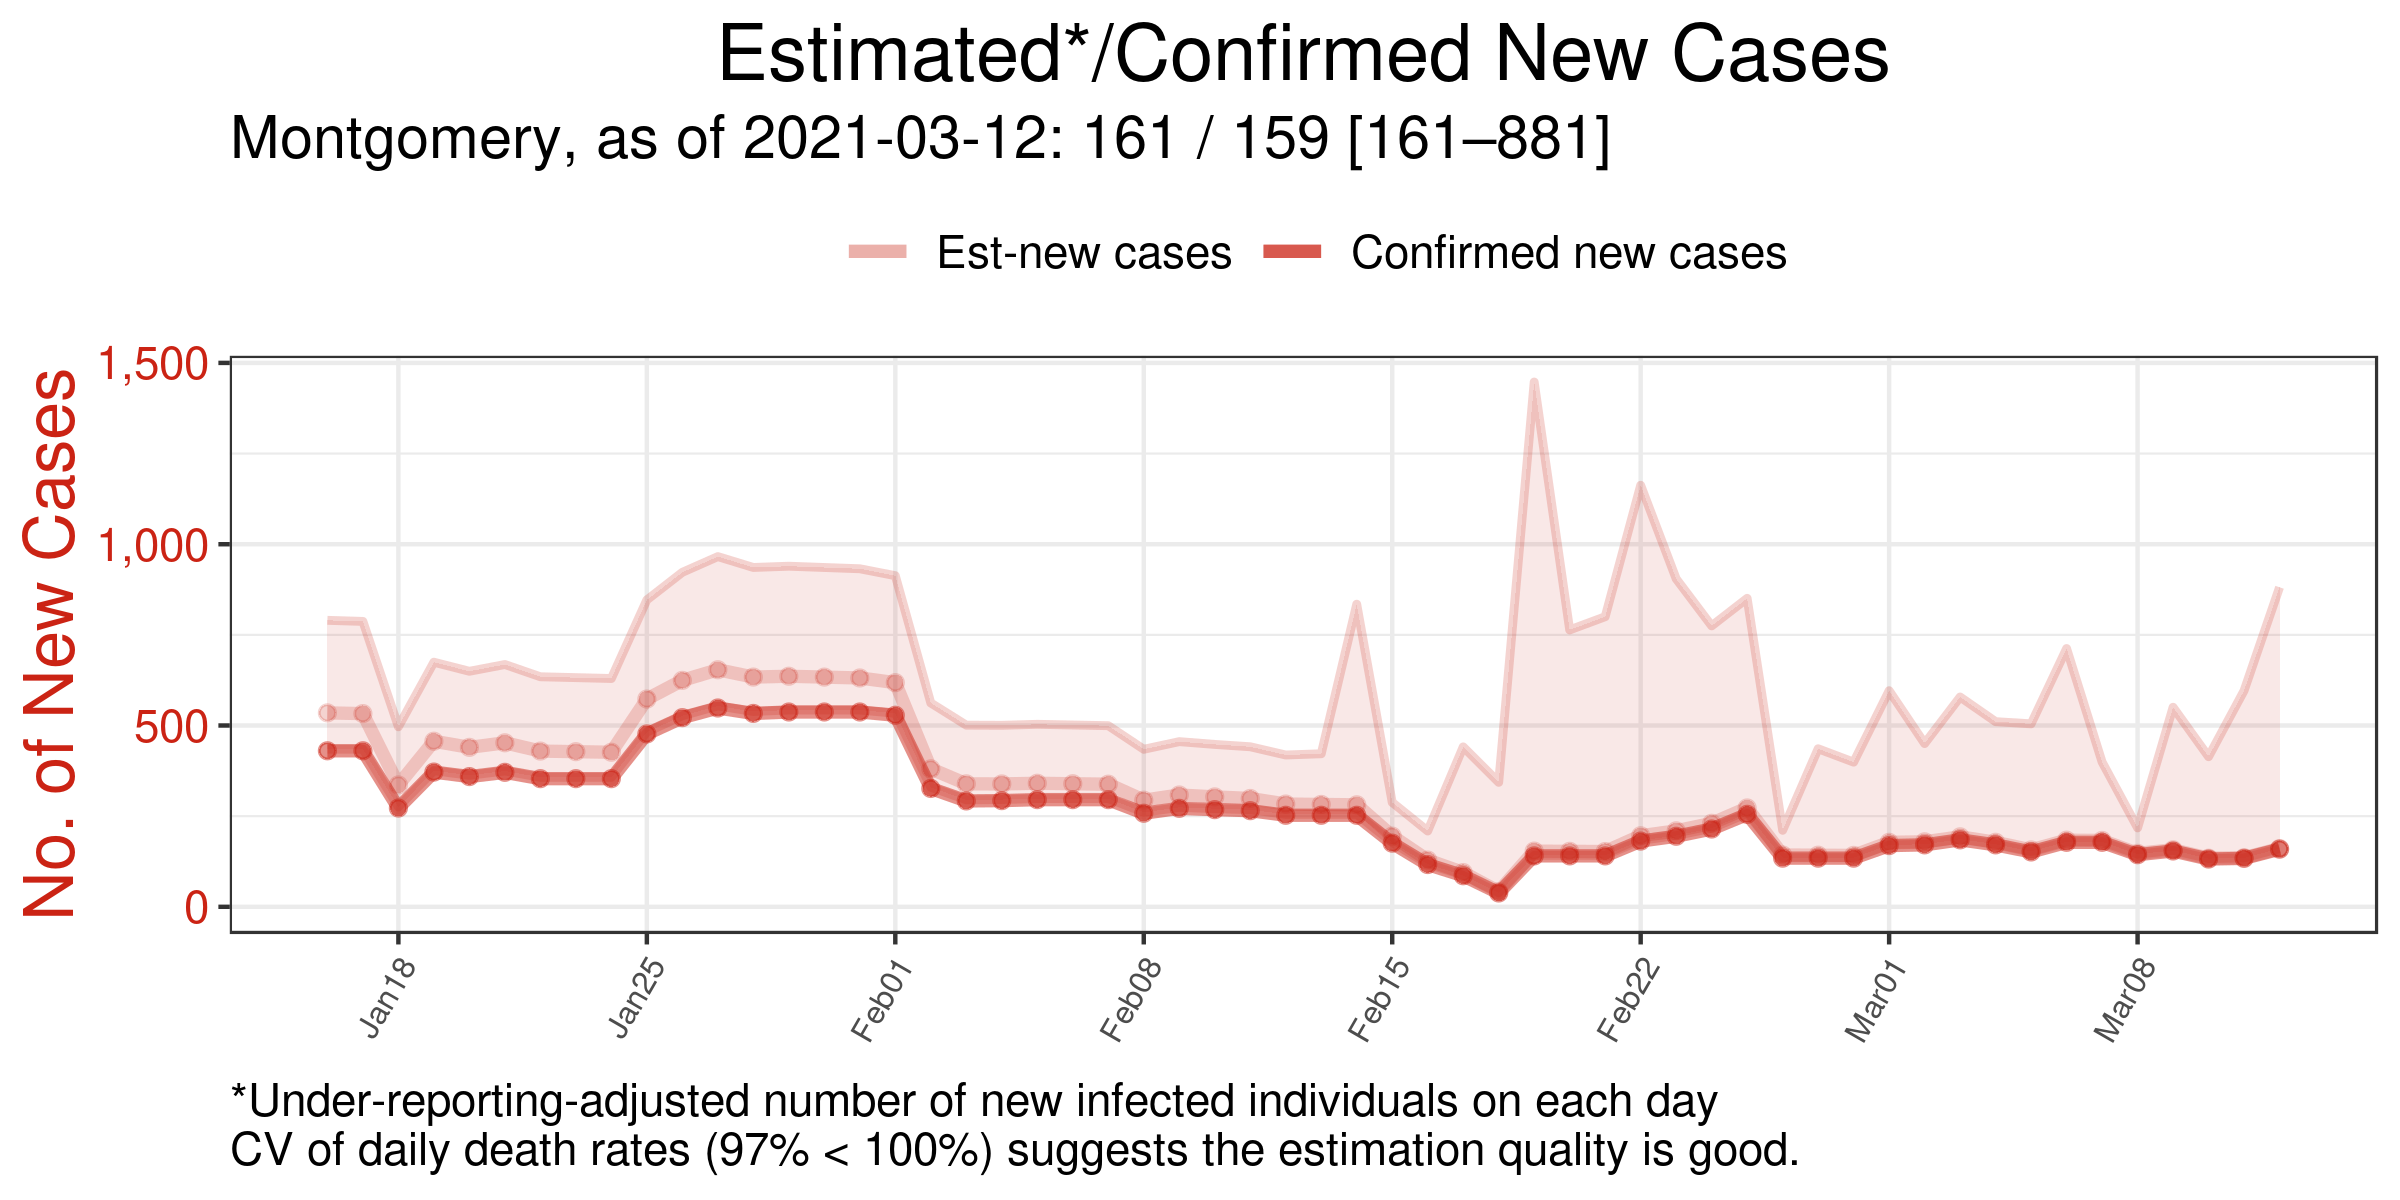 Estimated*/Confirmed New Cases
Montgomery, as of 2021-03-12: 161 / 159 [161–881]
Est-new cases
Confirmed new cases
No. of New Cases
1,500
1,000
500
0
Jan18
Jan25
Feb01
Feb08
Feb15
Feb22
Mar01
Mar08
*Under-reporting-adjusted number of new infected individuals on each day
CV of daily death rates (97% < 100%) suggests the estimation quality is good.